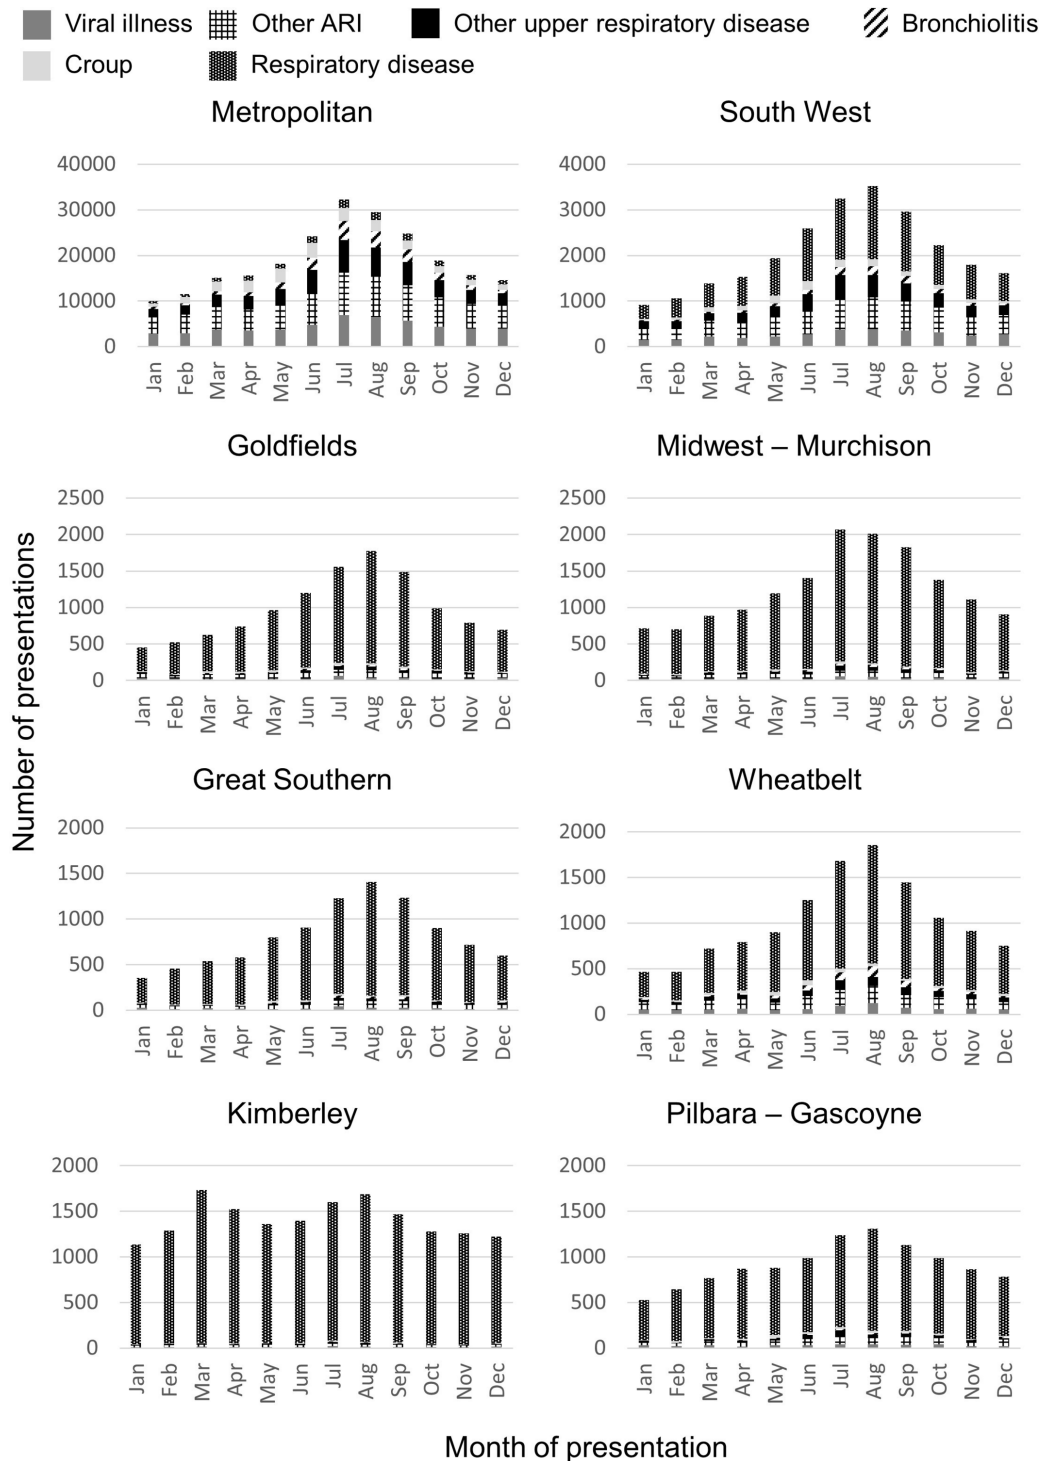 Viral illness Other ARI Other upper respiratory disease Bronchiolitis
Croup Respiratory disease
Metropolitan South West
40000 4000
30000 3000
20000 2000
10000 1000
0 0
Jan Feb Mar Apr May Jun Jul Aug Sep Oct Nov Dec Jan Feb Mar Apr May Jun Jul Aug Sep Oct Nov Dec
Goldfields Midwest – Murchison
2500 2500
2000 2000
1500 1500
1000 1000
500 500
0 0
Jan Feb Mar Apr May Jun Jul Aug Sep Oct Nov Dec Jan Feb Mar Apr May Jun Jul Aug Sep Oct Nov Dec
Number of presentations
Great Southern Wheatbelt
2000 2000
1500 1500
1000 1000
500 500
0 0
Jan Feb Mar Apr May Jun Jul Aug Sep Oct Nov Dec Jan Feb Mar Apr May Jun Jul Aug Sep Oct Nov Dec
Kimberley Pilbara – Gascoyne
2000 2000
1500 1500
1000 1000
500 500
0 0
Jan Feb Mar Apr May Jun Jul Aug Sep Oct Nov Dec Jan Feb Mar Apr May Jun Jul Aug Sep Oct Nov Dec
Month of presentation